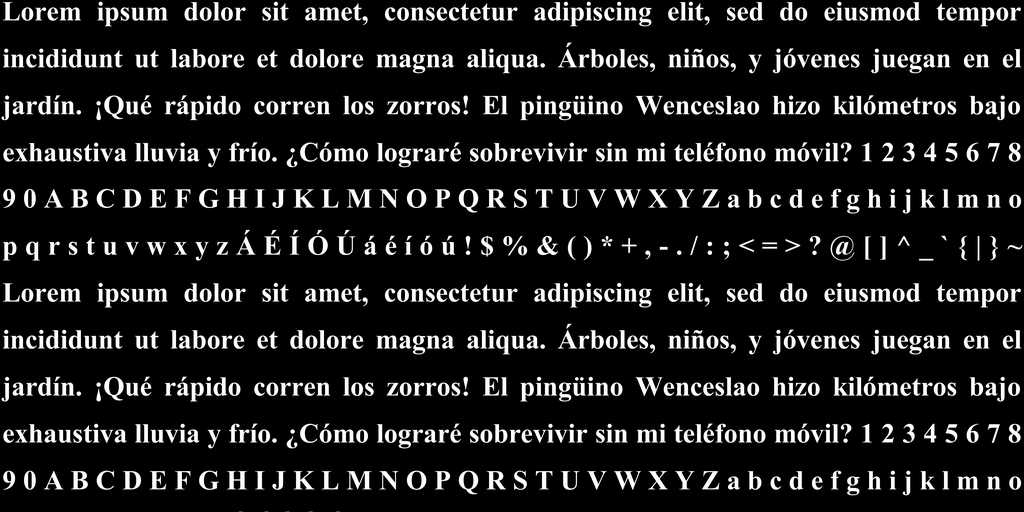 Lorem ipsum dolor sit amet, consectetur adipiscing elit, sed do eiusmod tempor
incididunt ut labore et dolore magna aliqua. Árboles, niños, y jóvenes juegan en el
jardín. ¡Qué rápido corren los zorros! El pingüino Wenceslao hizo kilómetros bajo
exhaustiva lluvia y frío. ¿Cómo lograré sobrevivir sin mi teléfono móvil? 1 2 3 4 5 6 7 8
9 0 A B C D E F G H I J K L M N O P Q R S T U V W X Y Z a b c d e f g h i j k l m n o
p q r s t u v w x y z Á É Í Ó Ú á é í ó ú ! $ % & ( ) * + , - . / : ; < = > ? @ [ ] ^ _ ` { | } ~
Lorem ipsum dolor sit amet, consectetur adipiscing elit, sed do eiusmod tempor
incididunt ut labore et dolore magna aliqua. Árboles, niños, y jóvenes juegan en el
jardín. ¡Qué rápido corren los zorros! El pingüino Wenceslao hizo kilómetros bajo
exhaustiva lluvia y frío. ¿Cómo lograré sobrevivir sin mi teléfono móvil? 1 2 3 4 5 6 7 8
9 0 A B C D E F G H I J K L M N O P Q R S T U V W X Y Z a b c d e f g h i j k l m n o